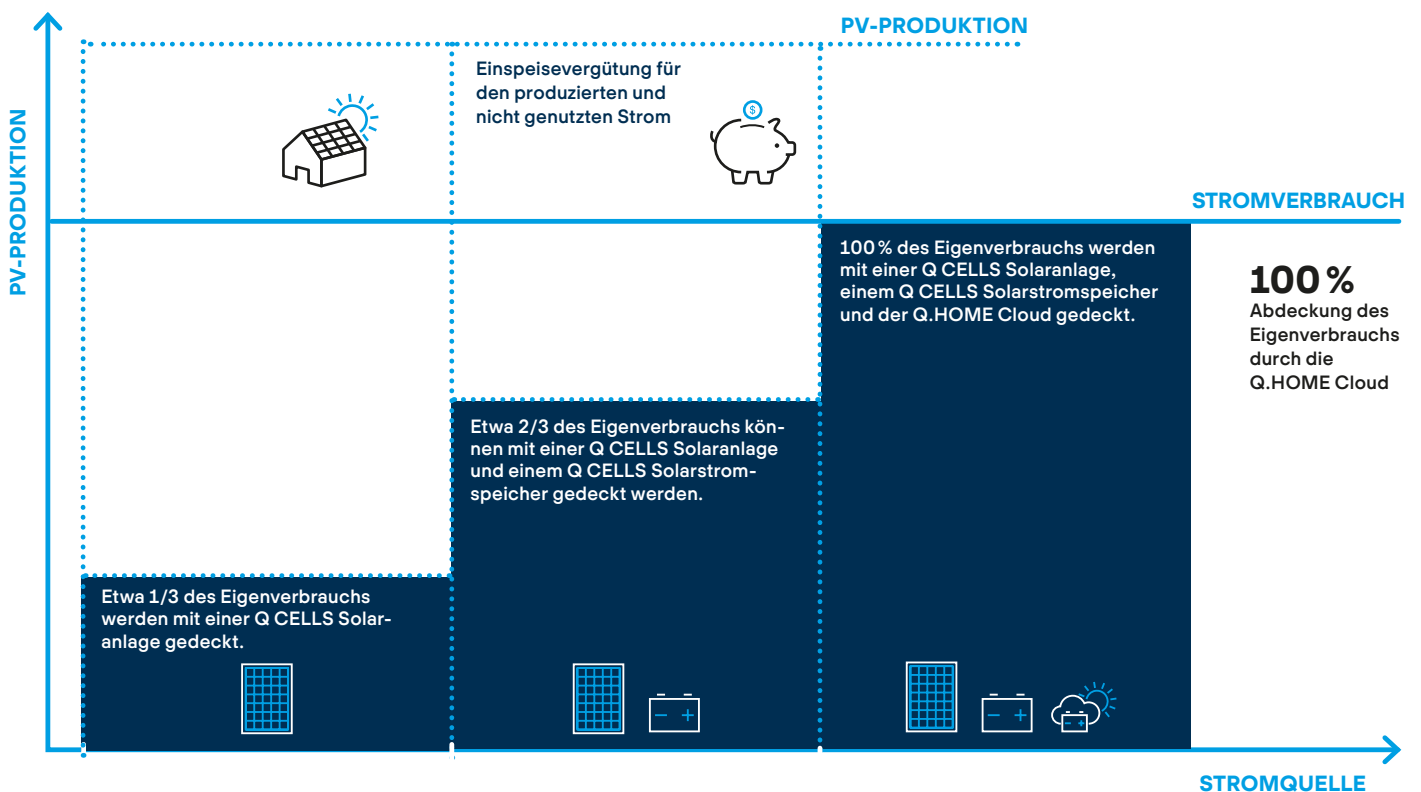 PV-PRODUKTION
PV-PRODUKTION
Einspeisevergütung für
den produzierten und
nicht genutzten Strom
$
STROMVERBRAUCH
100 % des Eigenverbrauchs werden
mit einer Q CELLS Solaranlage,
einem Q CELLS Solarstromspeicher
und der Q.HOME Cloud gedeckt.
100 %
Abdeckung des
Eigenverbrauchs
durch die
Q.HOME Cloud
Etwa 2/3 des Eigenverbrauchs kön-
nen mit einer Q CELLS Solaranlage
und einem Q CELLS Solarstrom-
speicher gedeckt werden.
Etwa 1/3 des Eigenverbrauchs
werden mit einer Q CELLS Solar-
anlage gedeckt.
STROMQUELLE